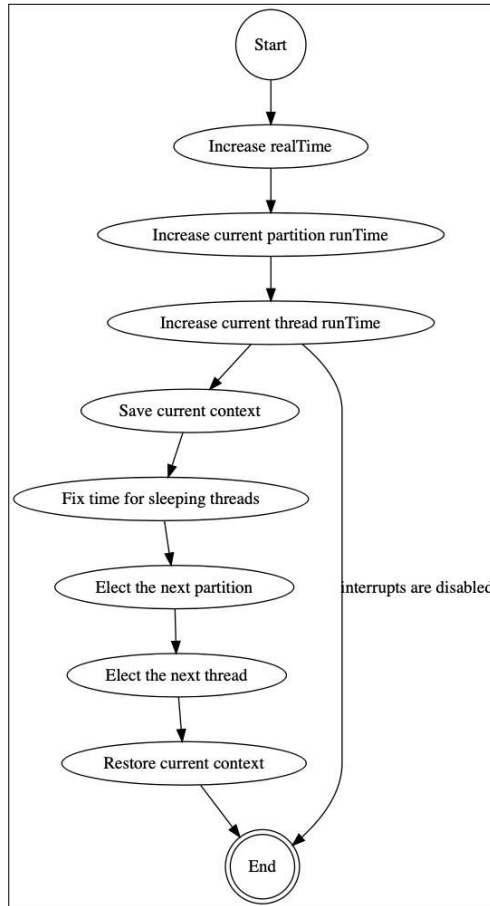 Start
Increase realTime
Increase current partition runTime
Increase current thread runTime
Save current context
Fix time for sleeping threads
Elect the next partition
interrupts are disabled
Elect the next thread
Restore current context
End